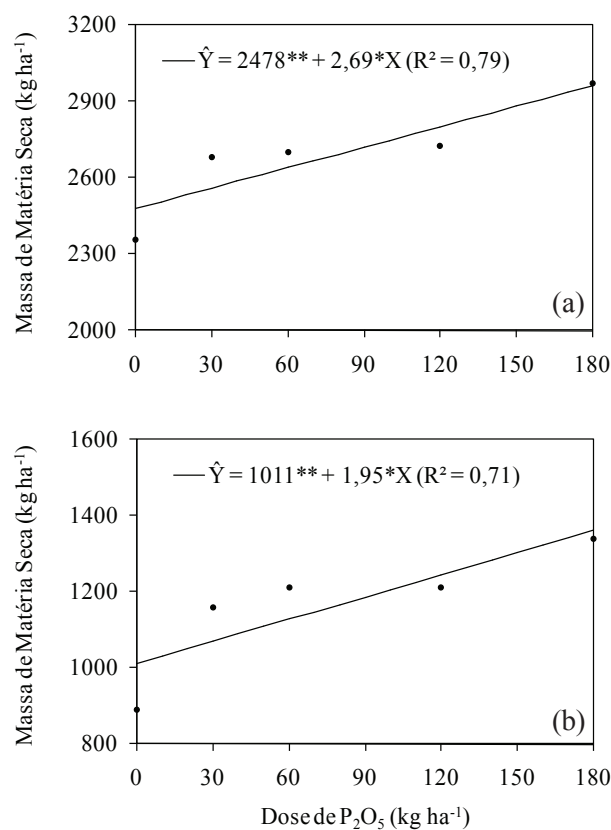 3200
Ŷ = 2478** + 2,69*X (R² = 0,79)
2900
2600
2300
2000
Massa de Matéria Seca (kg ha⁻¹)
(a)
0 30 60 90 120 150 180
1600
Ŷ = 1011** + 1,95*X (R² = 0,71)
1400
1200
1000
800
Massa de Matéria Seca (kg ha⁻¹)
(b)
0 30 60 90 120 150 180
Dose de P₂O₅ (kg ha⁻¹)